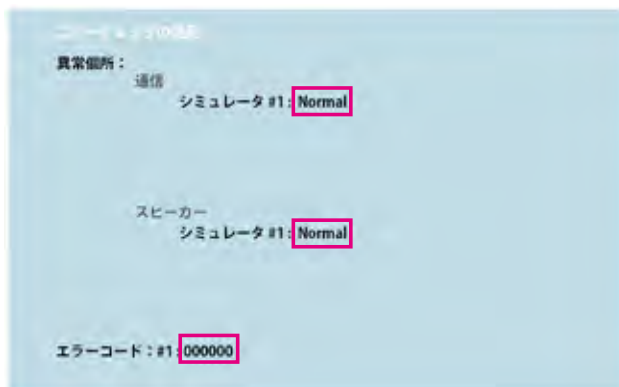 異常個所：
通信
シミュレータ #1: Normal
スピーカー
シミュレータ #1: Normal
エラーコード：#1:000000